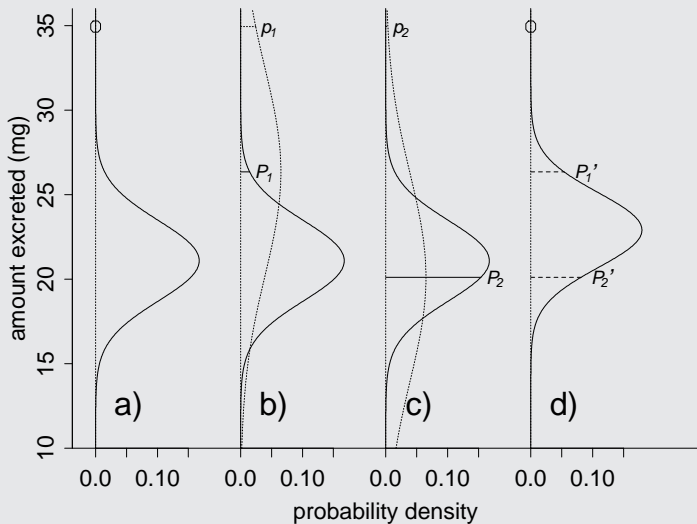 35
30
25
20
15
10
amount excreted (mg)
p1
p2
P1
P1'
P2
P2'
a)
b)
c)
d)
0.0 0.10 0.0 0.10 0.0 0.10 0.0 0.10
probability density